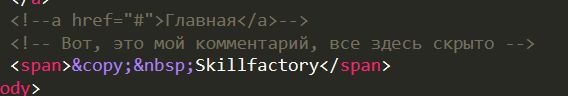 </a>
<!--a href="#">Главная</a>-->
<!-- Вот, это мой комментарий, все здесь скрыто -->
<span>&copy;&nbsp;Skillfactory</span>
ody>